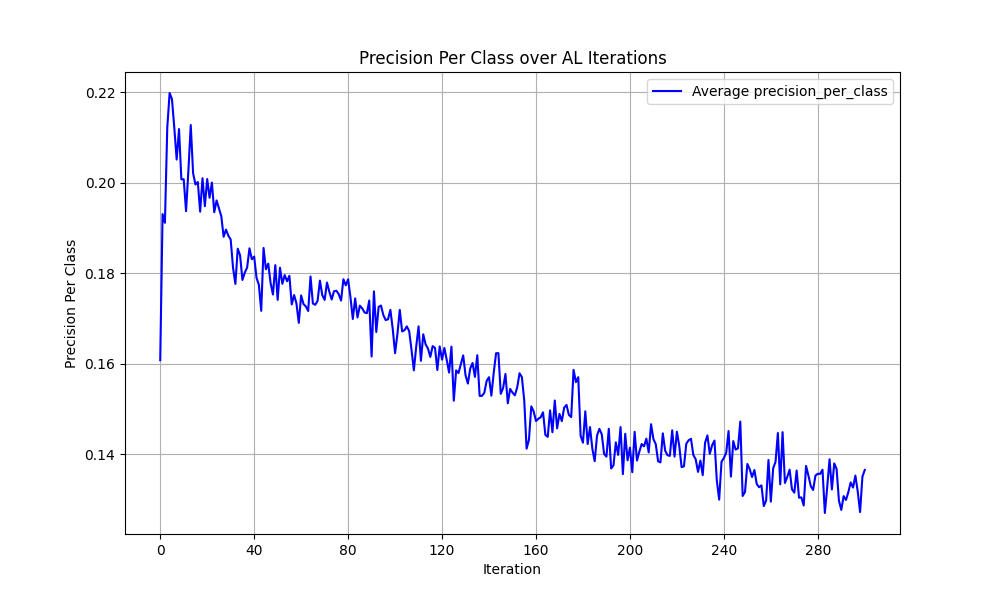 Precision Per Class over AL Iterations
Average precision_per_class
Precision Per Class
0.22
0.20
0.18
0.16
0.14
0 40 80 120 160 200 240 280
Iteration